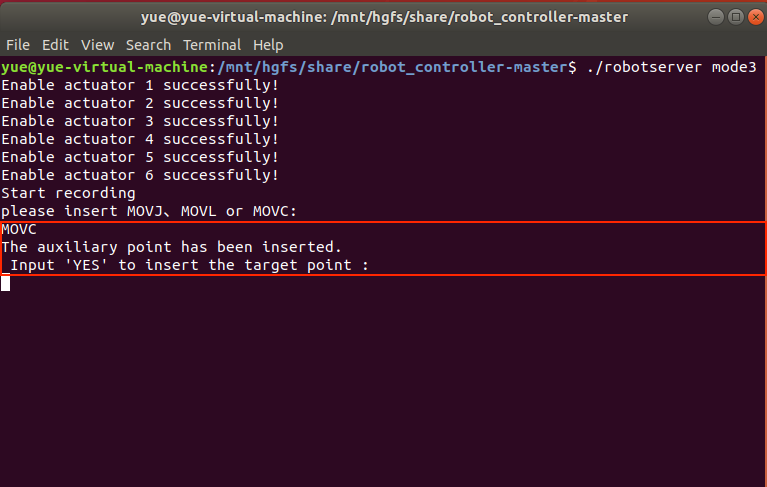 yue@yue-virtual-machine: /mnt/hgfs/share/robot_controller-master
File Edit View Search Terminal Help
yue@yue-virtual-machine:/mnt/hgfs/share/robot_controller-master$ ./robotserver mode3
Enable actuator 1 successfully!
Enable actuator 2 successfully!
Enable actuator 3 successfully!
Enable actuator 4 successfully!
Enable actuator 5 successfully!
Enable actuator 6 successfully!
Start recording
please insert MOVJ、MOVL or MOVC:
MOVC
The auxiliary point has been inserted.
_Input 'YES' to insert the target point :